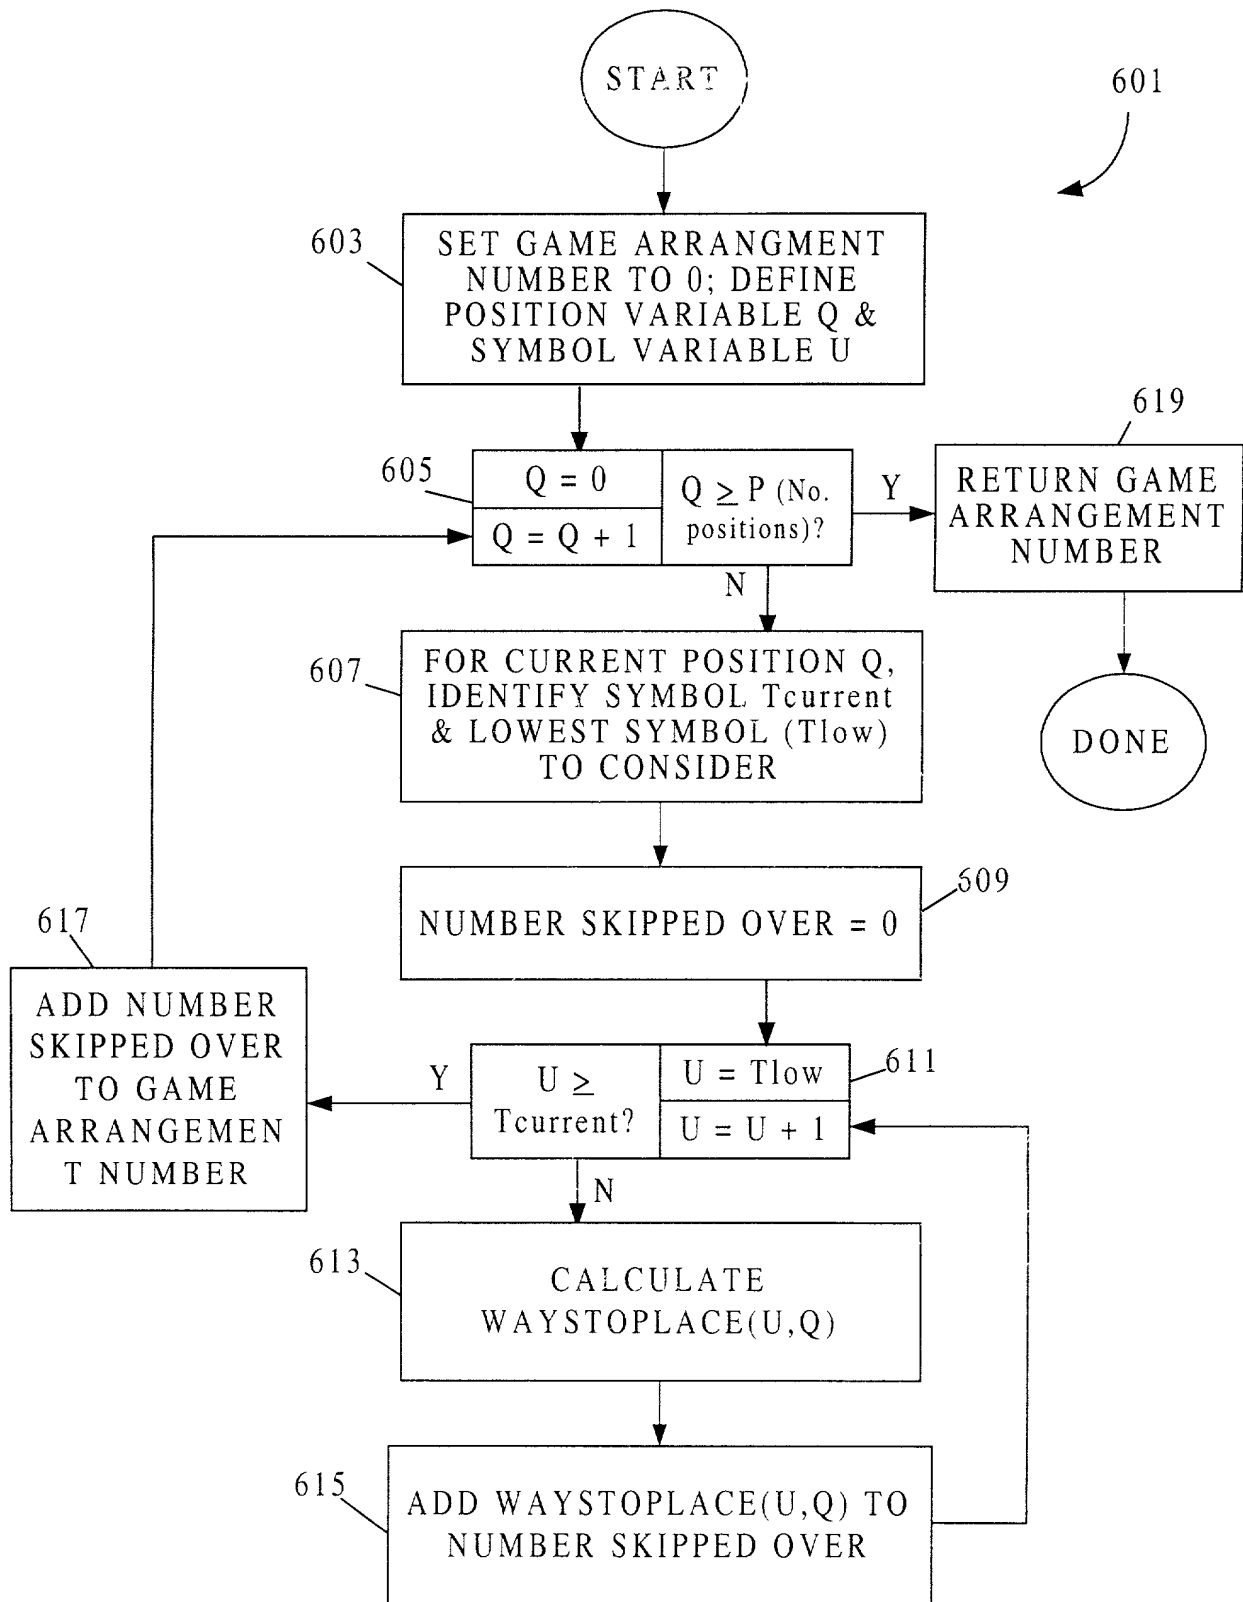 START
601
603
SET GAME ARRANGMENT
NUMBER TO 0; DEFINE
POSITION VARIABLE Q &
SYMBOL VARIABLE U
619
605
Q = 0
Q = Q + 1
Q ≥ P (No.
positions)?
Y
RETURN GAME
ARRANGEMENT
NUMBER
N
607
FOR CURRENT POSITION Q,
IDENTIFY SYMBOL Tcurrent
& LOWEST SYMBOL (Tlow)
TO CONSIDER
DONE
609
NUMBER SKIPPED OVER = 0
617
ADD NUMBER
SKIPPED OVER
TO GAME
ARRANGEMEN
T NUMBER
Y
U ≥
Tcurrent?
U = Tlow
U = U + 1
611
N
613
CALCULATE
WAYSTOPLACE(U,Q)
615
ADD WAYSTOPLACE(U,Q) TO
NUMBER SKIPPED OVER